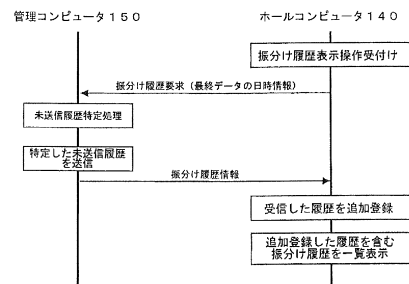 管理コンピュータ１５０
ホールコンピュータ１４０
振分け履歴表示操作受付け
振分け履歴要求（最終データの日時情報）
未送信履歴特定処理
特定した未送信履歴
を送信
振分け履歴情報
受信した履歴を追加登録
追加登録した履歴を含む
振分け履歴を一覧表示